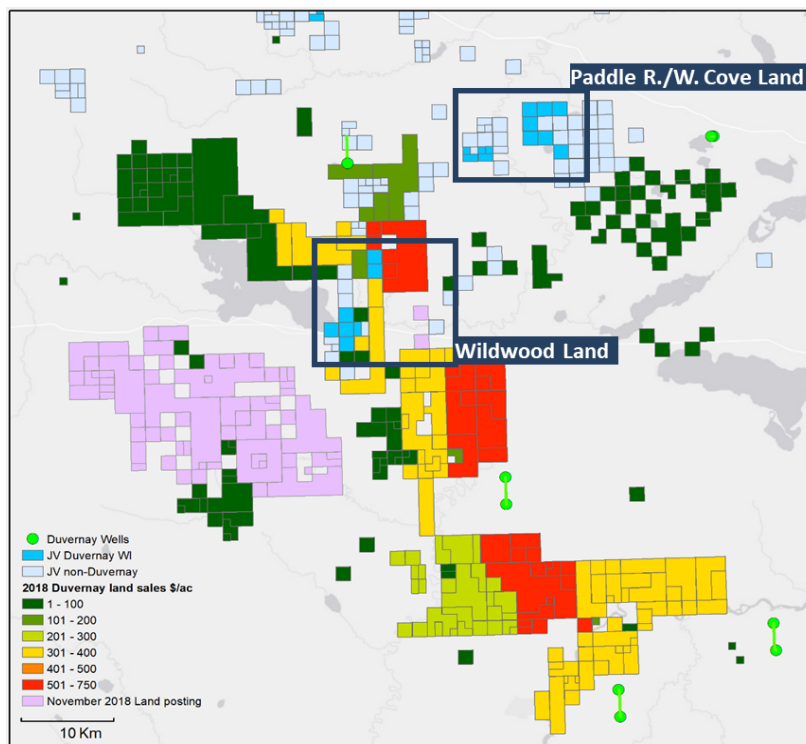 Paddle R./W. Cove Land
Wildwood Land
Duvernay Wells
JV Duvernay WI
JV non-Duvernay
2018 Duvernay land sales $/ac
1 - 100
101 - 200
201 - 300
301 - 400
401 - 500
501 - 750
November 2018 Land posting
10 Km